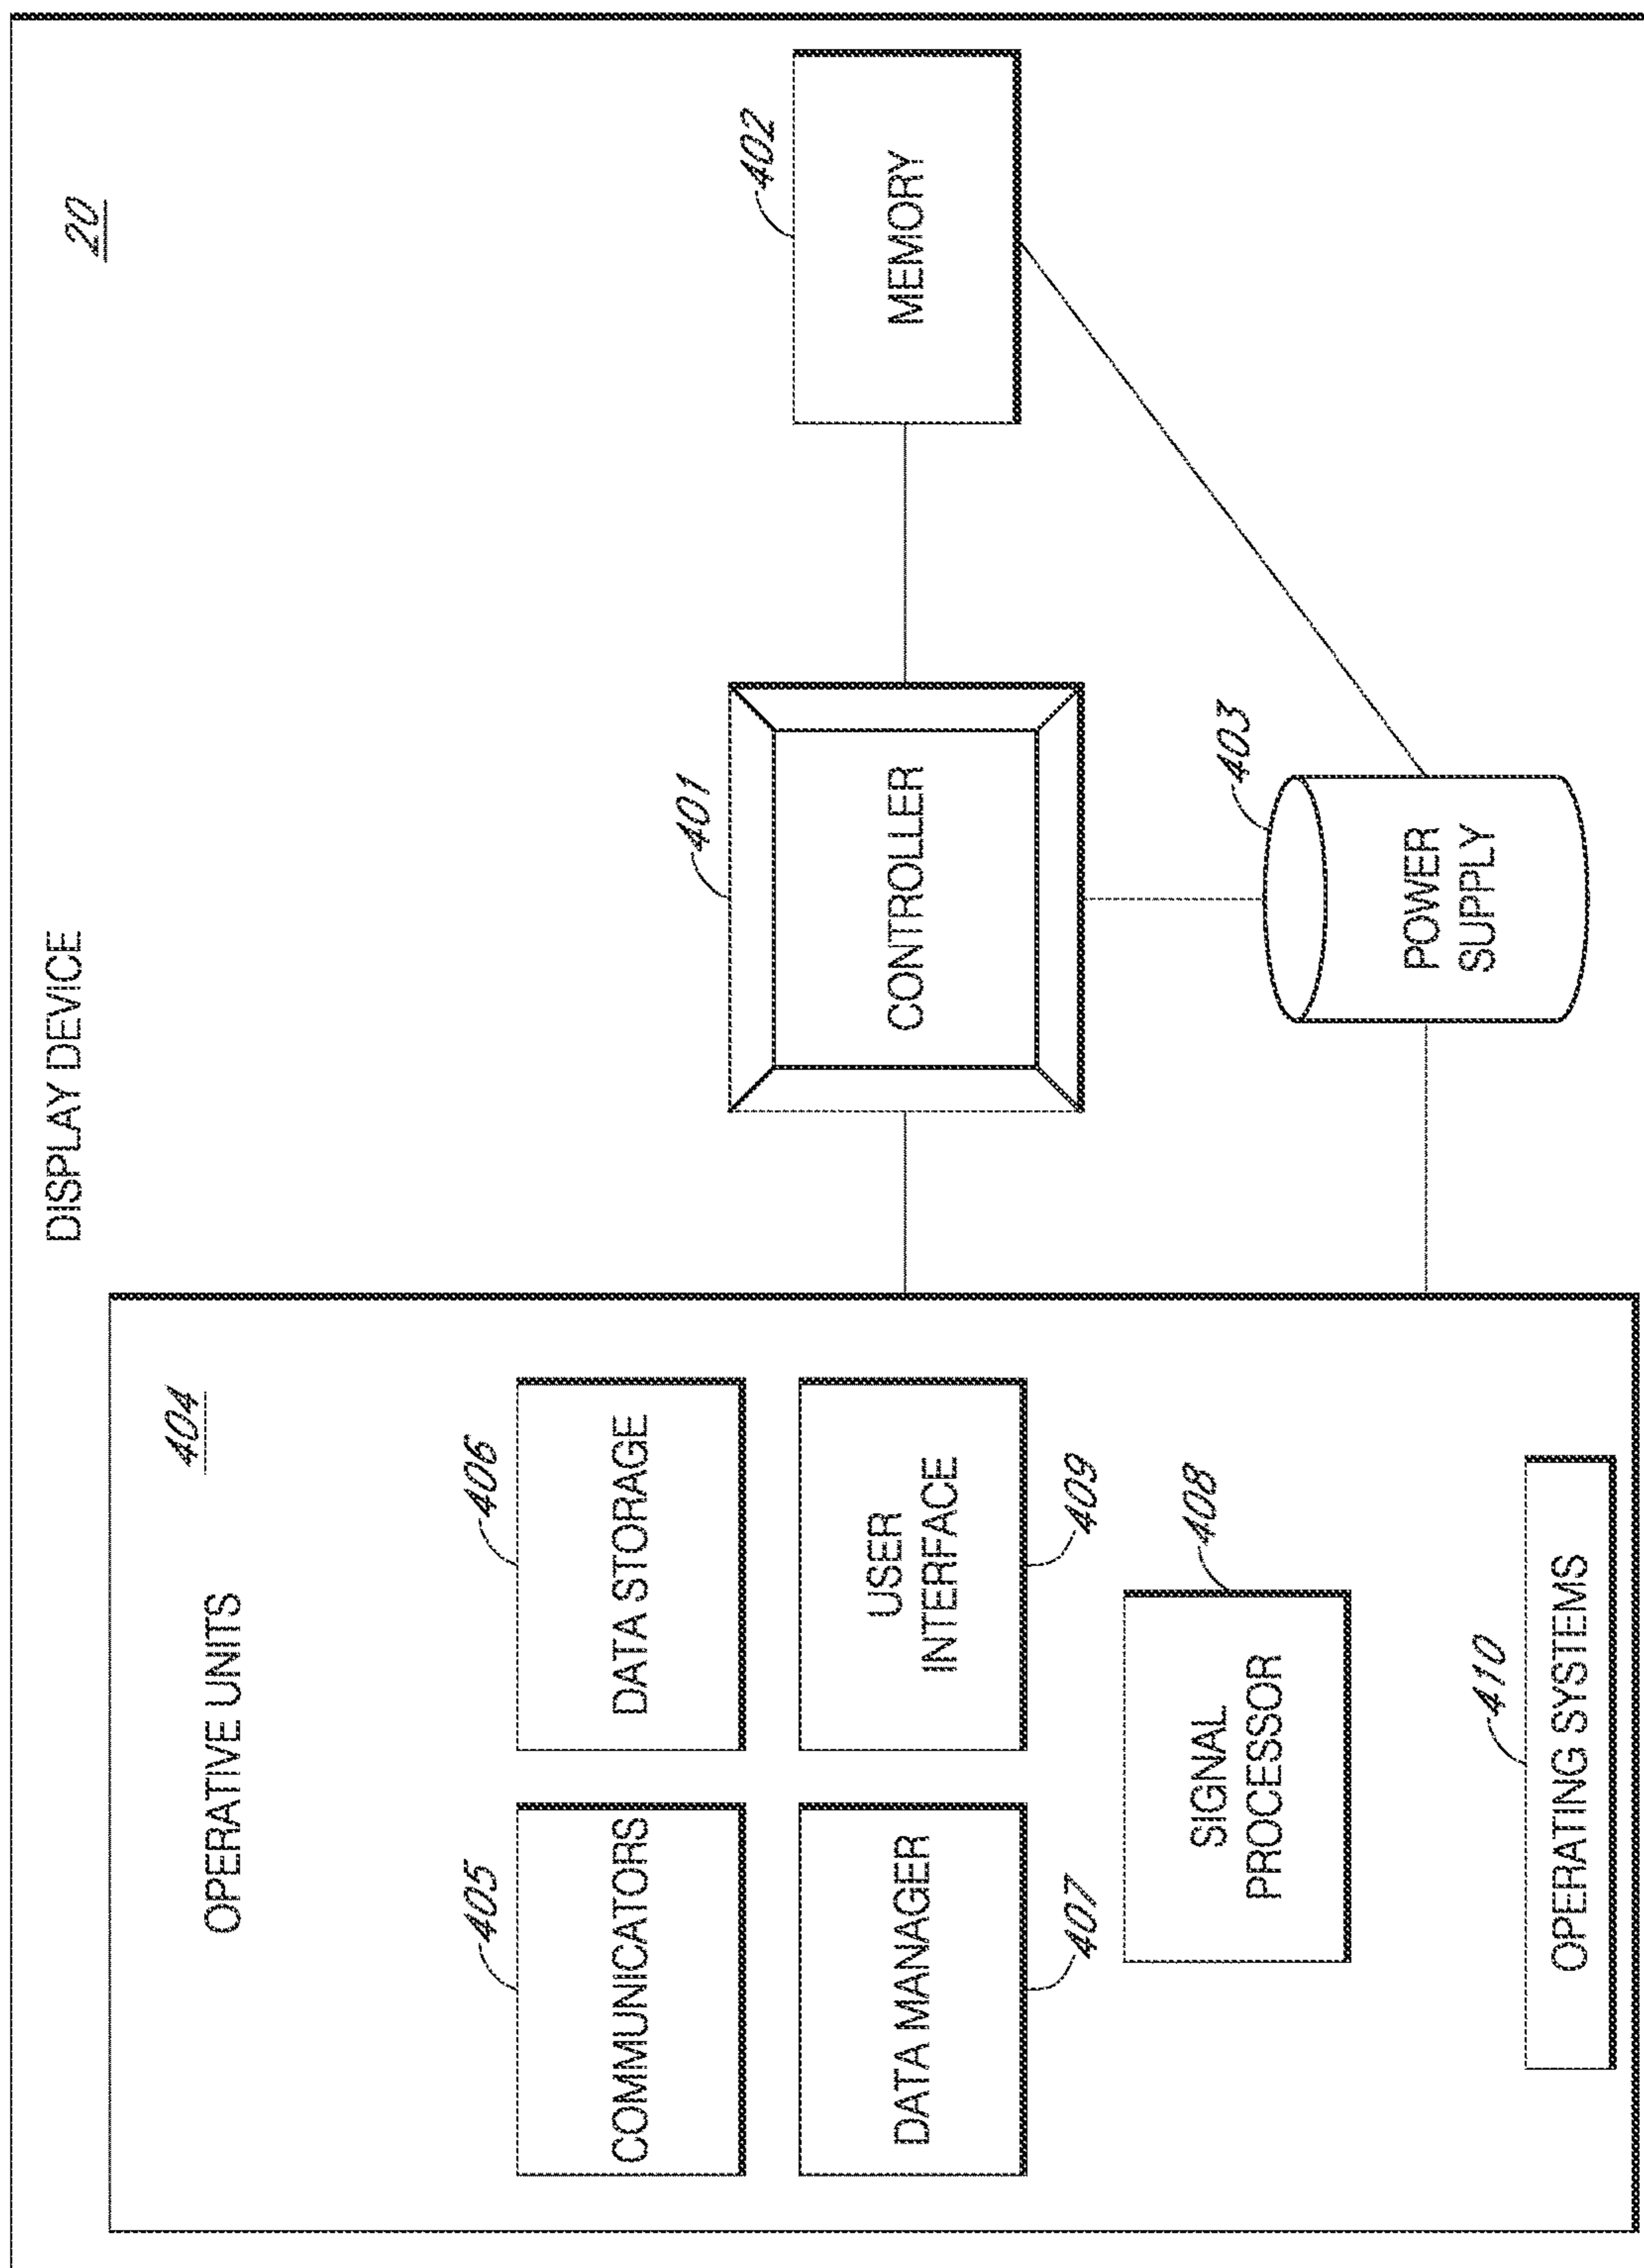 DISPLAY DEVICE
20
OPERATIVE UNITS
404
405
COMMUNICATORS
406
DATA STORAGE
DATA MANAGER
407
USER
INTERFACE
409
SIGNAL
PROCESSOR
408
410
OPERATING SYSTEMS
401
CONTROLLER
402
MEMORY
403
POWER
SUPPLY